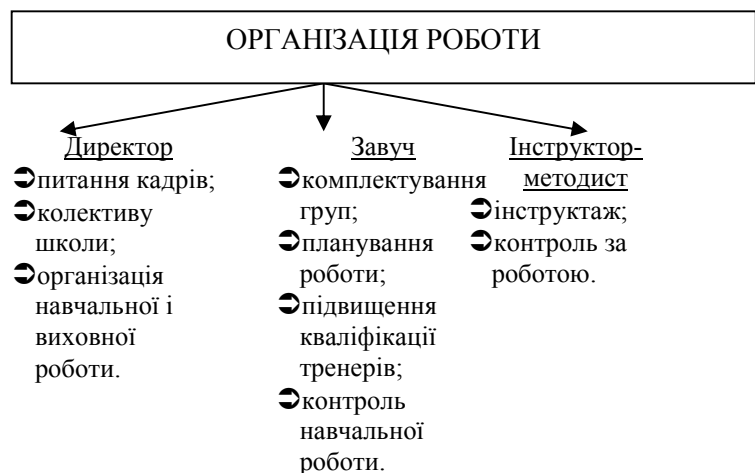 ОРГАНІЗАЦІЯ РОБОТИ
Директор
➲питання кадрів;
➲колективу
школи;
➲організація
навчальної і
виховної
роботи.
Завуч
➲комплектування
груп;
➲планування
роботи;
➲підвищення
кваліфікації
тренерів;
➲контроль
навчальної
роботи.
Інструктор-
методист
➲інструктаж;
➲контроль за
роботою.